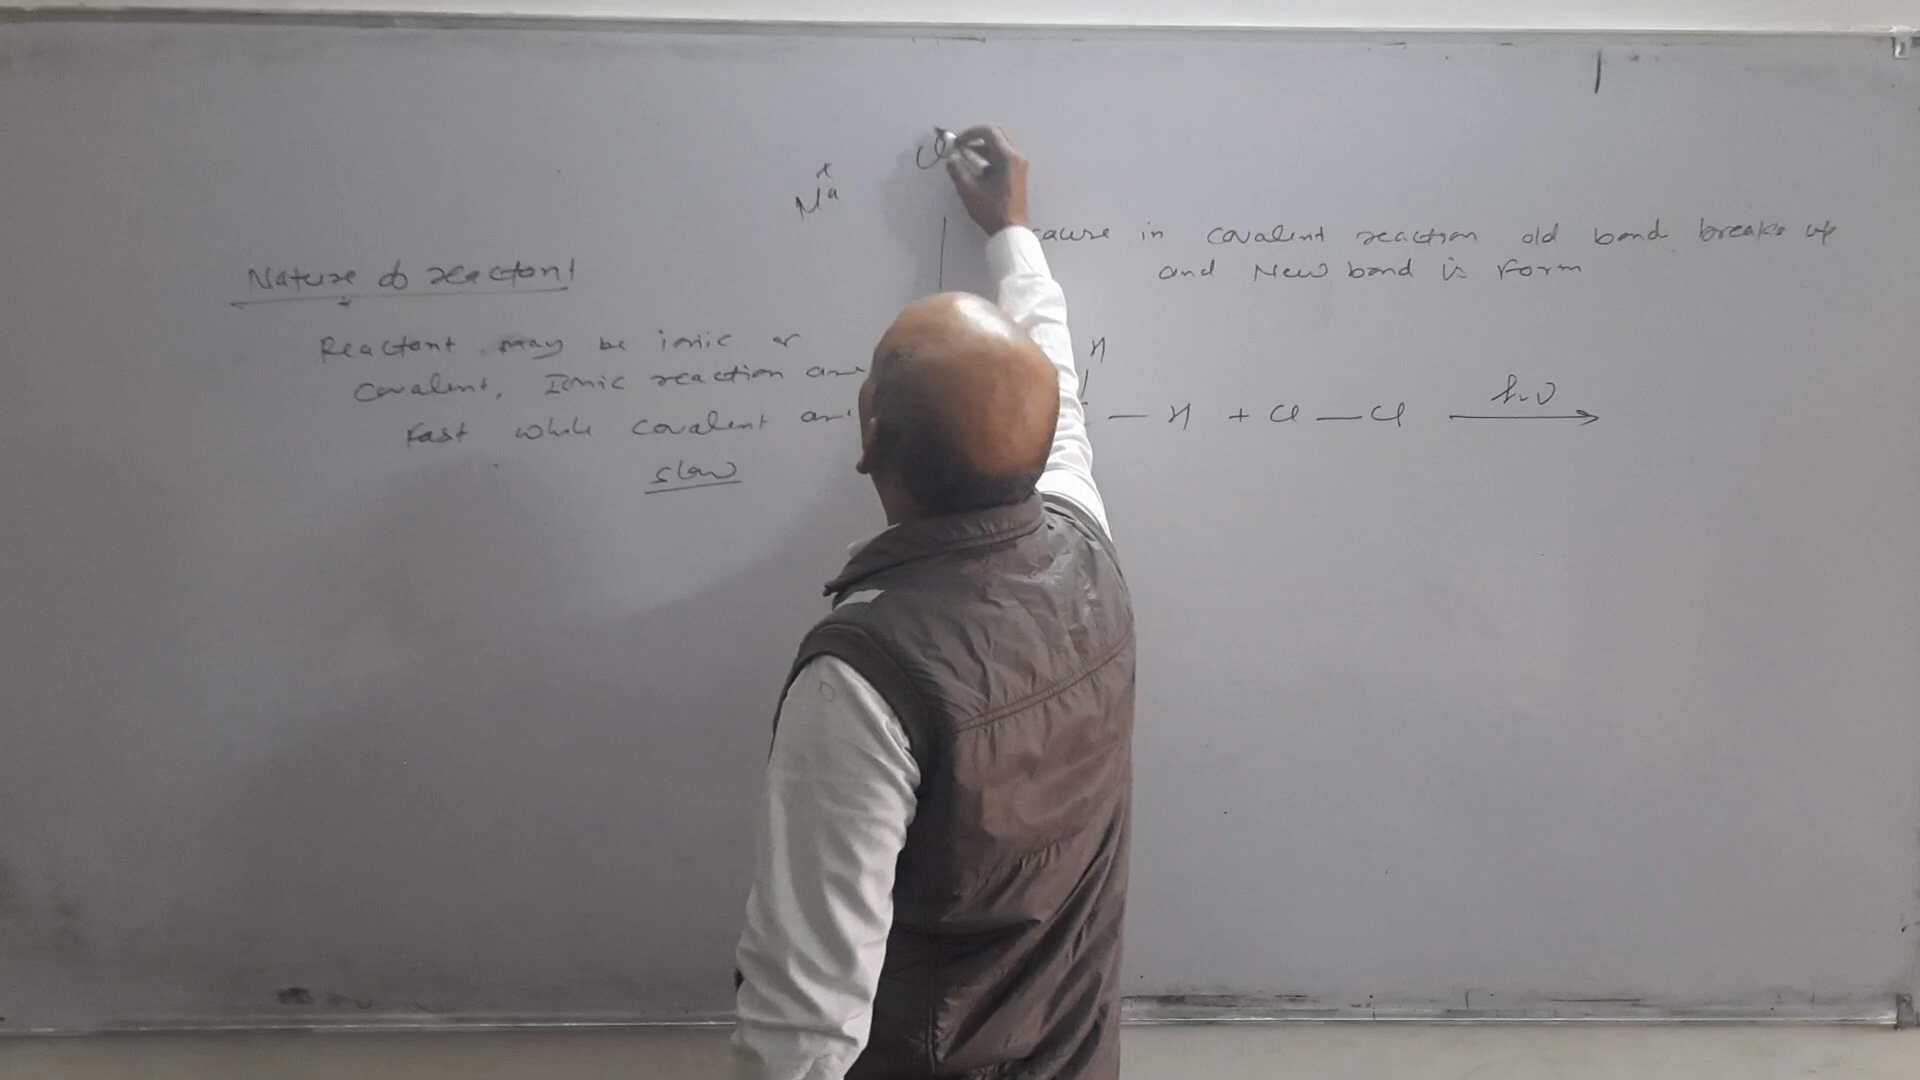 x
Na
Cl
Nature of reactant
Reactant may be ionic or
Covalent, Ionic reaction are
Fast while covalent are
slow
cause in covalent reaction old bond breaks up
and New bond is Form
H
— H + Cl — Cl hν →